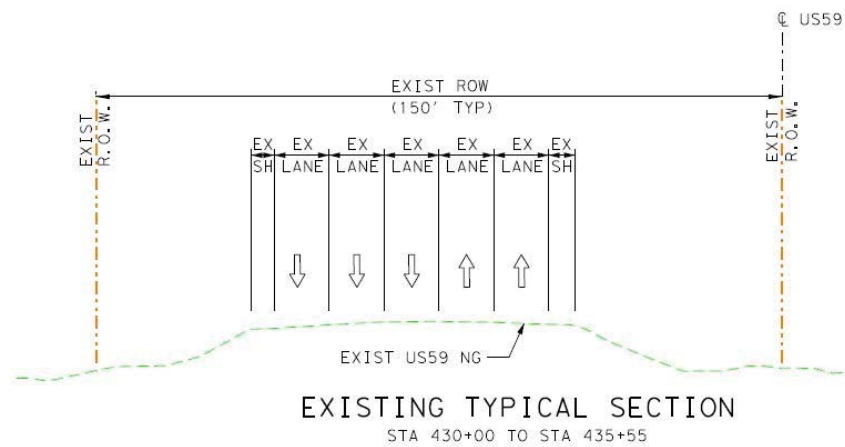 ℄ US59
EXIST ROW
(150' TYP)
EXIST
R.O.W.
EXIST
R.O.W.
EX EX EX EX EX EX EX
SH LANE LANE LANE LANE LANE SH
EXIST US59 NG
EXISTING TYPICAL SECTION
STA 430+00 TO STA 435+55